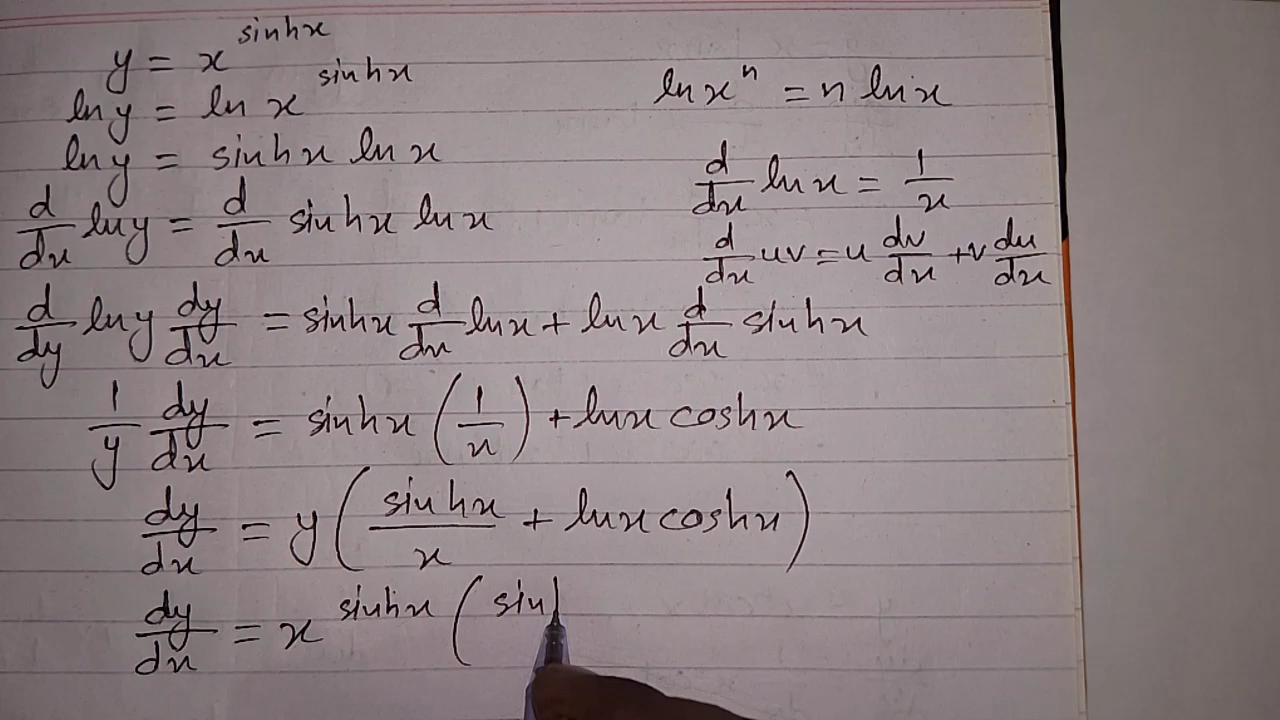 y = x^sinhx
ln y = ln x^sinhx
ln y = sinhx ln x
d/dx ln y = d/dx sinhx ln x
d/dy ln y dy/dx = sinhx d/dx ln x + ln x d/dx sinhx
1/y dy/dx = sinhx (1/x) + ln x coshx
dy/dx = y (sinhx/x + ln x coshx)
dy/dx = x^sinhx (sin
ln x^n = n ln x
d/dx ln x = 1/x
d/dx uv = u dv/dx + v du/dx